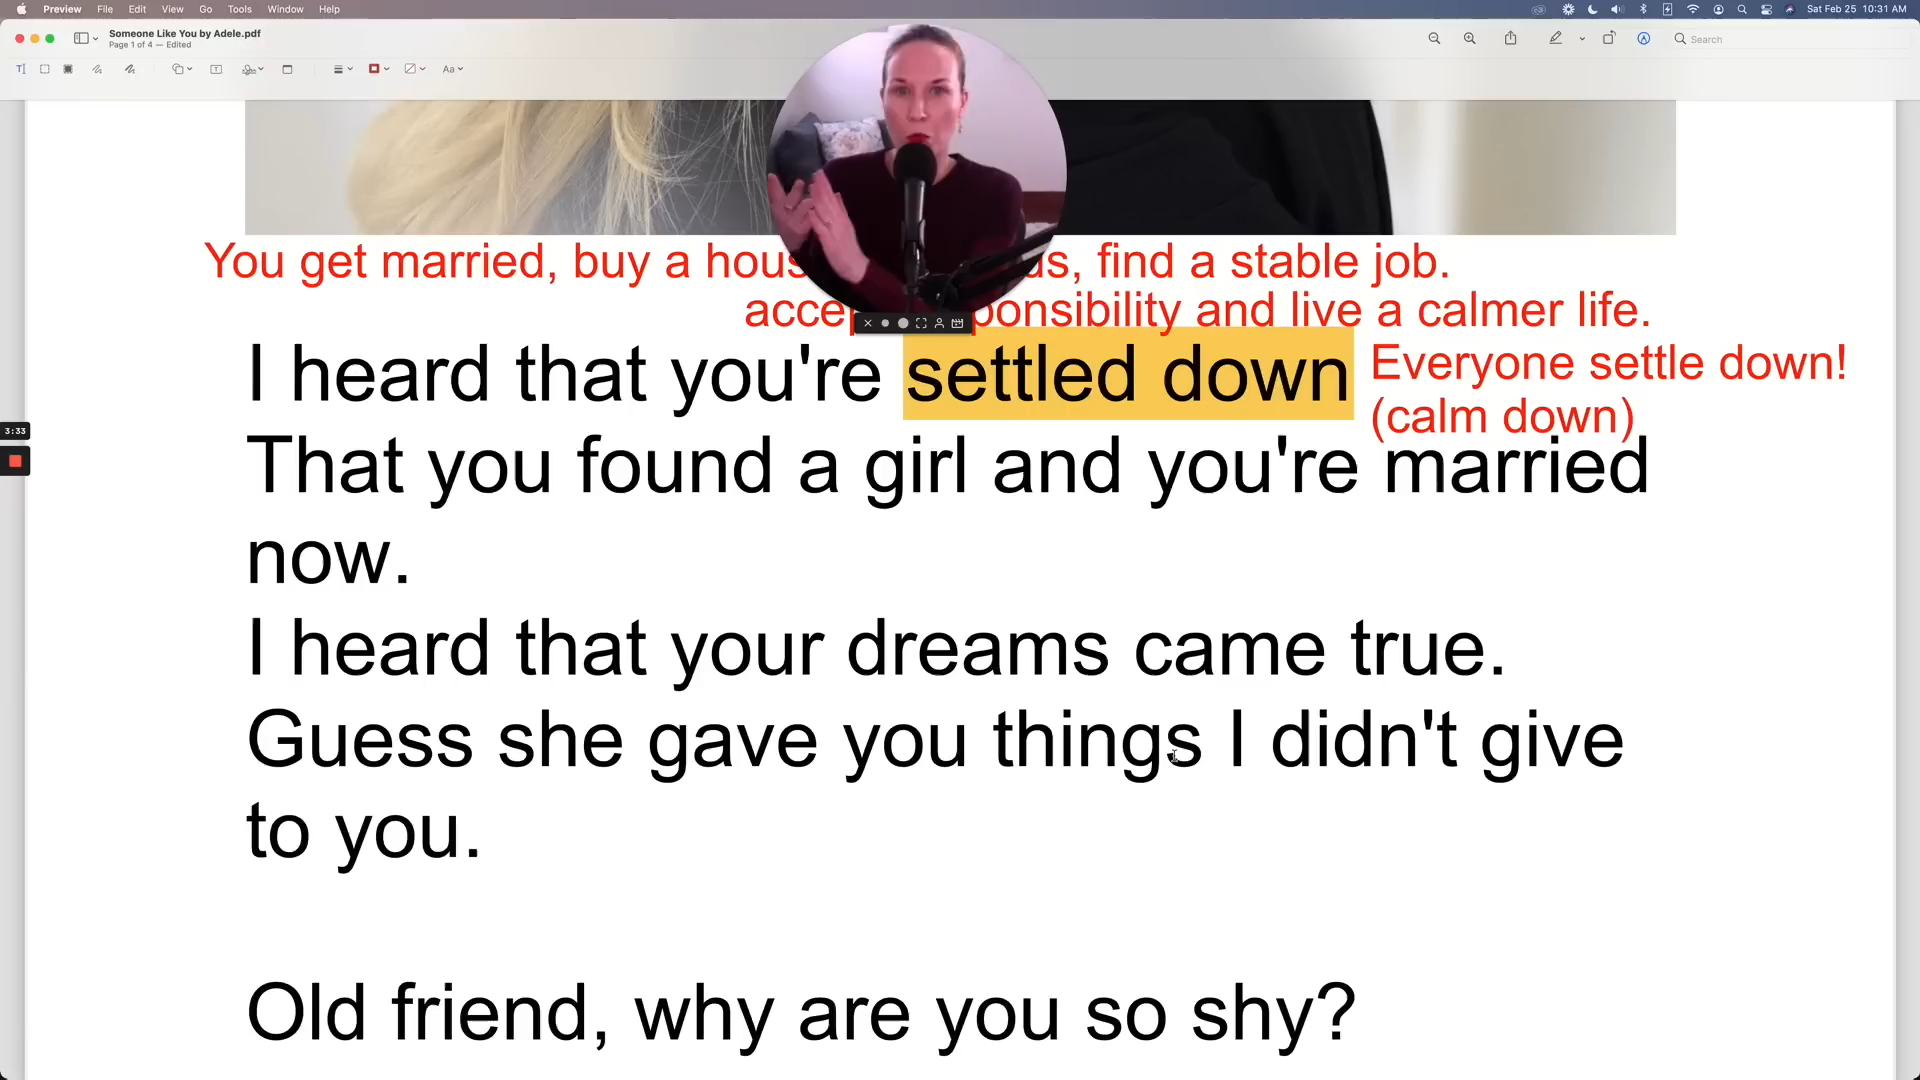 Preview File Edit View Go Tools Window Help Sat Feb 25 10:31 AM
Someone Like You by Adele.pdf
Page 1 of 4 — Edited
Search
Aa
You get married, buy a hous s, find a stable job.
acce ponsibility and live a calmer life.
I heard that you're settled down
Everyone settle down!
(calm down)
That you found a girl and you're married
now.
I heard that your dreams came true.
Guess she gave you things I didn't give
to you.
Old friend, why are you so shy?
3:33